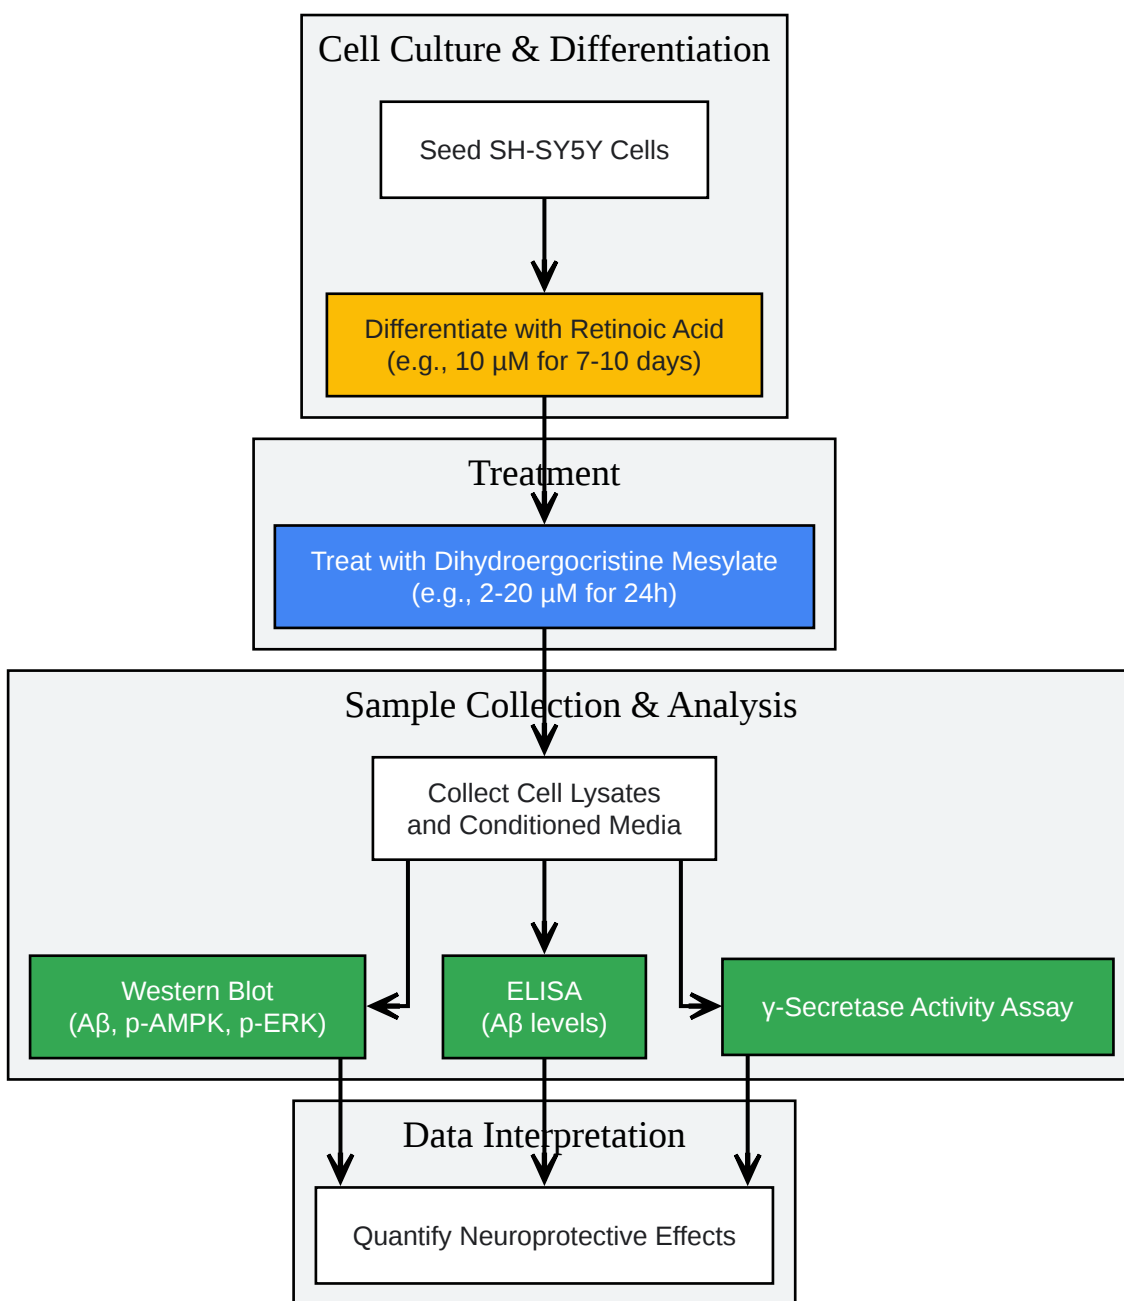 Cell Culture & Differentiation
Seed SH-SY5Y Cells
Differentiate with Retinoic Acid
(e.g., 10 µM for 7-10 days)
Treatment
Treat with Dihydroergocristine Mesylate
(e.g., 2-20 µM for 24h)
Sample Collection & Analysis
Collect Cell Lysates
and Conditioned Media
Western Blot
(Aβ, p-AMPK, p-ERK)
ELISA
(Aβ levels)
γ-Secretase Activity Assay
Data Interpretation
Quantify Neuroprotective Effects